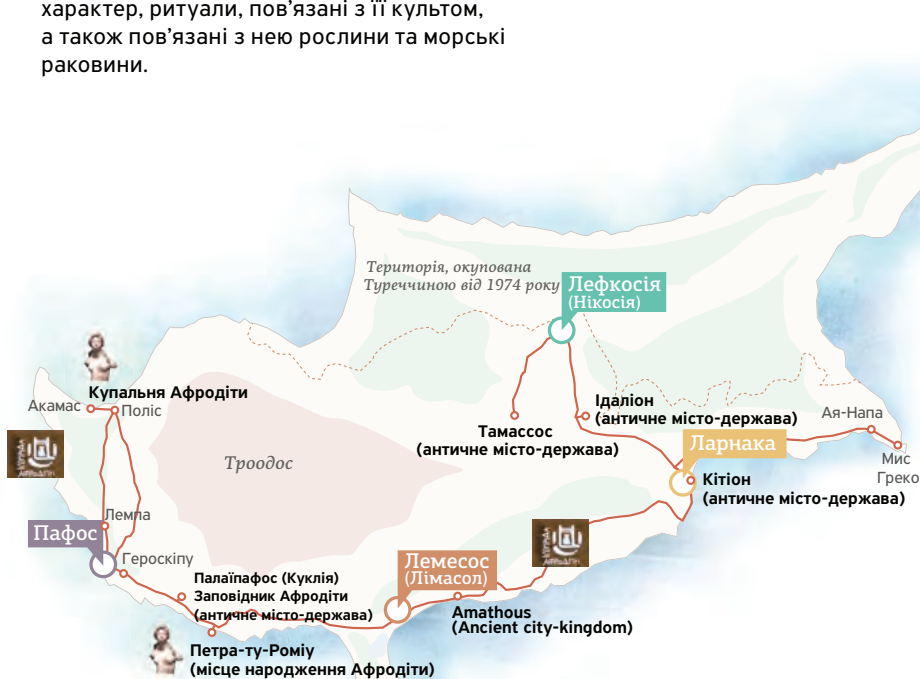 характер, ритуали, пов'язані з її культом,
а також пов'язані з нею рослини та морські
раковини.
Територія, окупована
Туреччиною від 1974 року
Лефкосія
(Нікосія)
Купальня Афродіти
Акамас
Поліс
Ідаліон
(античне місто-держава)
Тамассос
(античне місто-держава)
Ая-Напа
Ларнака
Мис
Греко
Троодос
Кітіон
(античне місто-держава)
Лемпа
Пафос
Героскіпу
Лемесос
(Лімасол)
Палаїпафос (Куклія)
Заповідник Афродіти
(античне місто-держава)
Amathous
(Ancient city-kingdom)
Петра-ту-Роміу
(місце народження Афродіти)